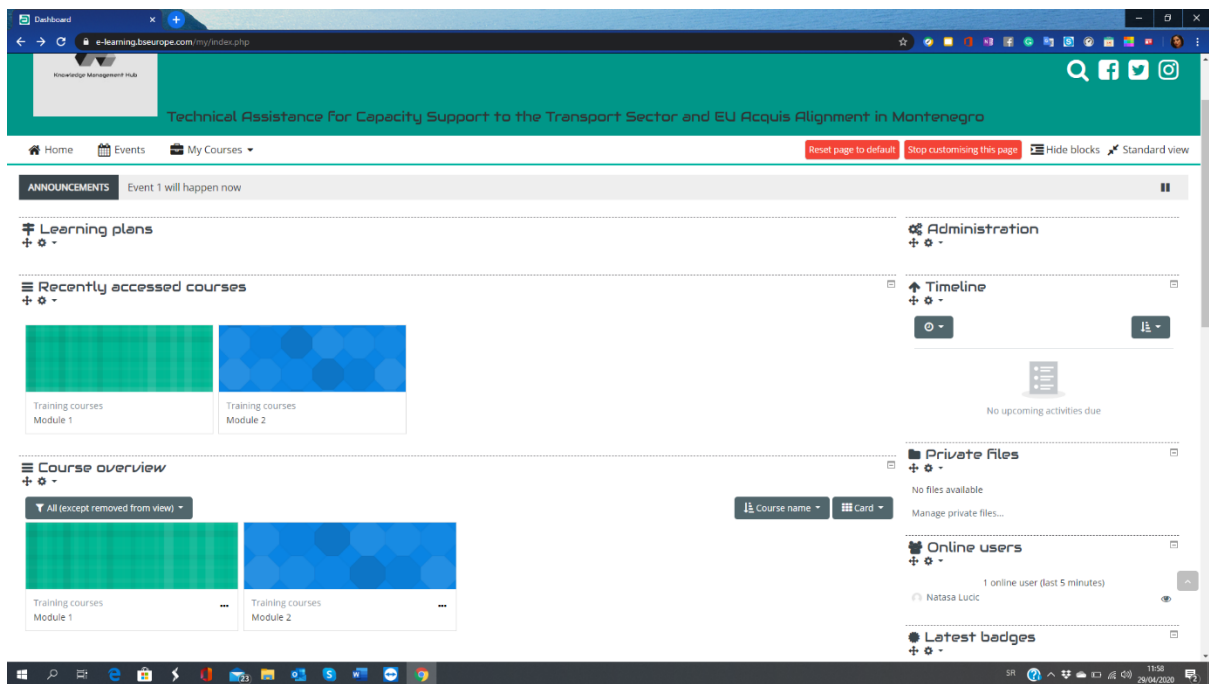 Dashboard
e-learning.bseurope.com/my/index.php
Knowledge Management Hub
Technical Assistance for Capacity Support to the Transport Sector and EU Acquis Alignment in Montenegro
Home Events My Courses Reset page to default Stop customising this page Hide blocks Standard view
ANNOUNCEMENTS Event 1 will happen now
Learning plans
Administration
Recently accessed courses
Timeline
Training courses
Module 1
Training courses
Module 2
No upcoming activities due
Course overview
Private files
No files available
All (except removed from view) Course name Card
Manage private files...
Online users
1 online user (last 5 minutes)
Natasa Lucic
Training courses
Module 1
Training courses
Module 2
Latest badges
23
SR
11:58
29/04/2020